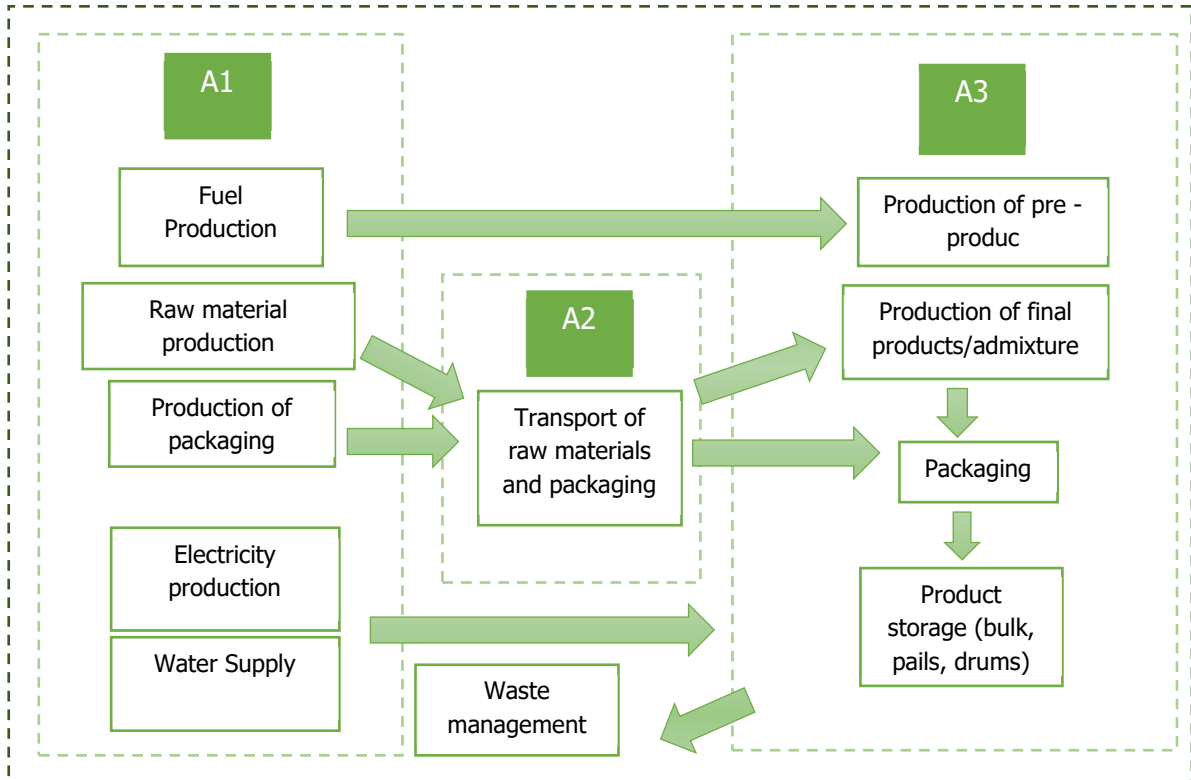 A1
Fuel
Production
Raw material
production
Production of
packaging
Electricity
production
Water Supply
A2
Transport of
raw materials
and packaging
Waste
management
A3
Production of pre -
produc
Production of final
products/admixture
Packaging
Product
storage (bulk,
pails, drums)